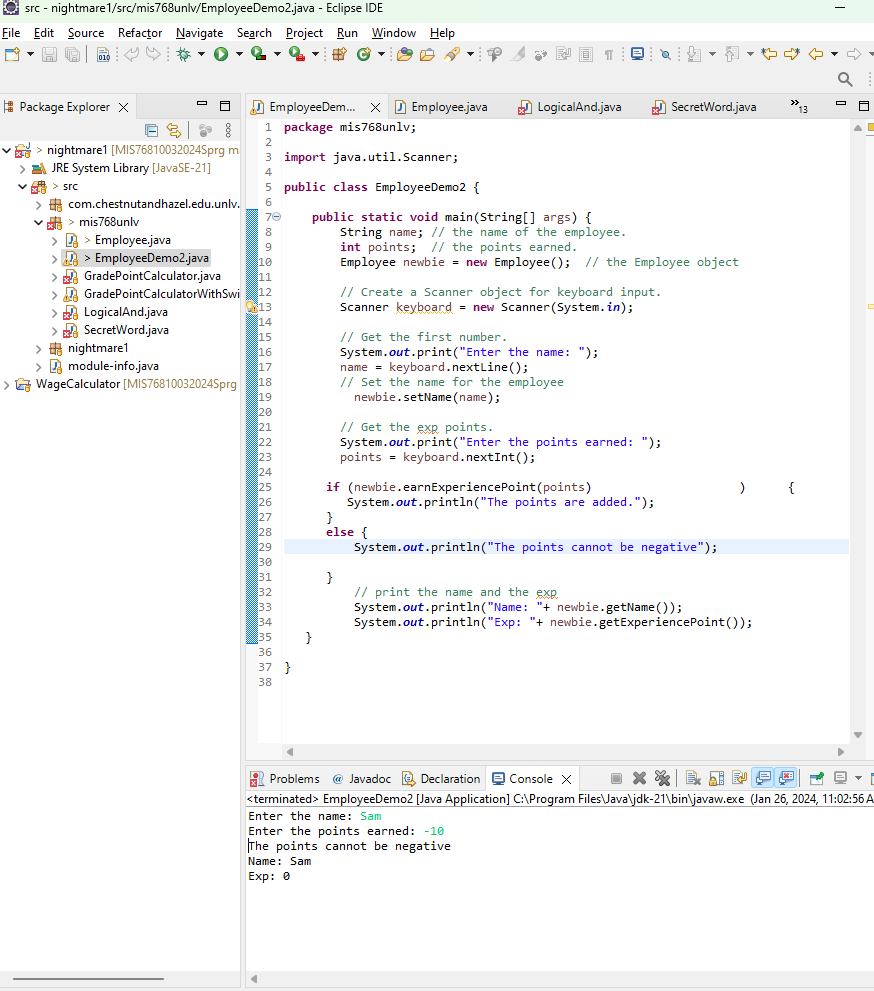 src - nightmare1/src/mis768unlv/EmployeeDemo2.java - Eclipse IDE
File Edit Source Refactor Navigate Search Project Run Window Help
Package Explorer
EmployeeDem... Employee.java LogicalAnd.java SecretWord.java »13
> nightmare1 [MIS76810032024Sprg m
JRE System Library [JavaSE-21]
> src
com.chestnutandhazel.edu.unlv.
> mis768unlv
> Employee.java
> EmployeeDemo2.java
GradePointCalculator.java
GradePointCalculatorWithSwi
LogicalAnd.java
SecretWord.java
nightmare1
module-info.java
WageCalculator [MIS76810032024Sprg
1 package mis768unlv;
2
3 import java.util.Scanner;
4
5 public class EmployeeDemo2 {
6
7 public static void main(String[] args) {
8 String name; // the name of the employee.
9 int points; // the points earned.
10 Employee newbie = new Employee(); // the Employee object
11
12 // Create a Scanner object for keyboard input.
13 Scanner keyboard = new Scanner(System.in);
14
15 // Get the first number.
16 System.out.print("Enter the name: ");
17 name = keyboard.nextLine();
18 // Set the name for the employee
19 newbie.setName(name);
20
21 // Get the exp points.
22 System.out.print("Enter the points earned: ");
23 points = keyboard.nextInt();
24
25 if (newbie.earnExperiencePoint(points) ) {
26 System.out.println("The points are added.");
27 }
28 else {
29 System.out.println("The points cannot be negative");
30
31 }
32 // print the name and the exp
33 System.out.println("Name: "+ newbie.getName());
34 System.out.println("Exp: "+ newbie.getExperiencePoint());
35 }
36
37 }
38
Problems @ Javadoc Declaration Console
<terminated> EmployeeDemo2 [Java Application] C:\Program Files\Java\jdk-21\bin\javaw.exe (Jan 26, 2024, 11:02:56 A
Enter the name: Sam
Enter the points earned: -10
The points cannot be negative
Name: Sam
Exp: 0